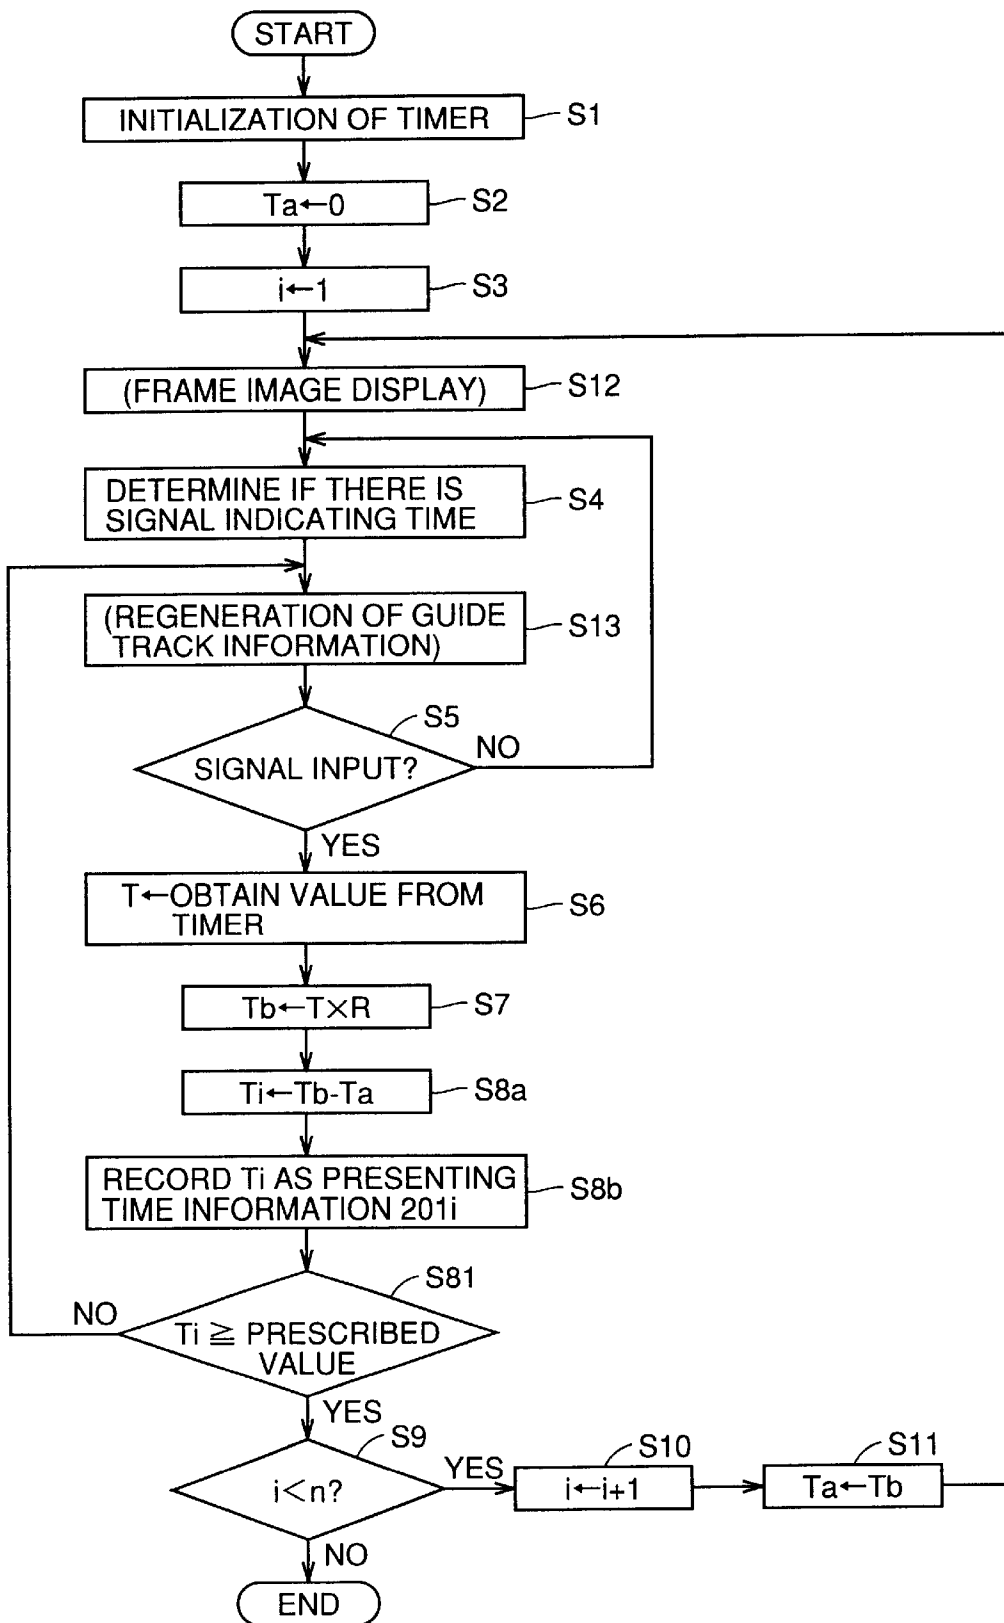 START
INITIALIZATION OF TIMER
S1
Ta←0
S2
i←1
S3
(FRAME IMAGE DISPLAY)
S12
DETERMINE IF THERE IS
SIGNAL INDICATING TIME
S4
(REGENERATION OF GUIDE
TRACK INFORMATION)
S13
S5
SIGNAL INPUT?
NO
YES
T←OBTAIN VALUE FROM
TIMER
S6
Tb←T×R
S7
Ti←Tb-Ta
S8a
RECORD Ti AS PRESENTING
TIME INFORMATION 201i
S8b
S81
NO
Ti ≧ PRESCRIBED
VALUE
YES
S9
i<n?
YES
S10
i←i+1
S11
Ta←Tb
NO
END